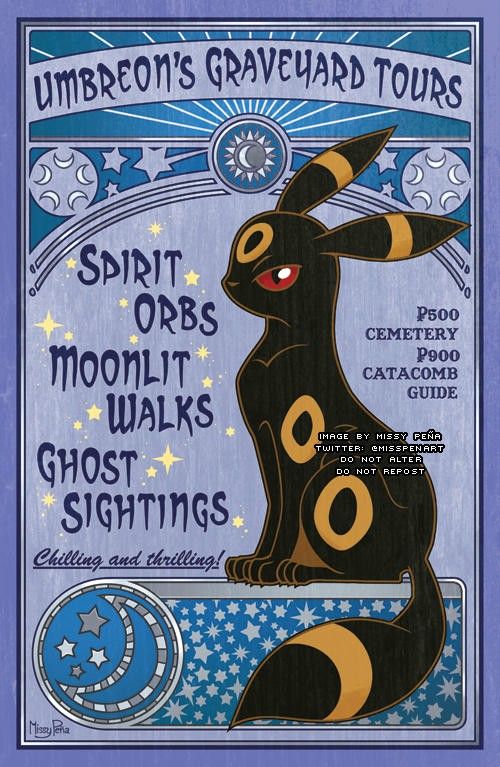 UMBREON'S GRAVEYARD TOURS
SPIRIT
ORBS
MOONLIT
WALKS
GHOST
SIGHTINGS
Chilling and thrilling!
₽500
CEMETERY
₽900
CATACOMB
GUIDE
IMAGE BY MISSY PEÑA
TWITTER: @MISSPENART
DO NOT ALTER
DO NOT REPOST
Missy Peña